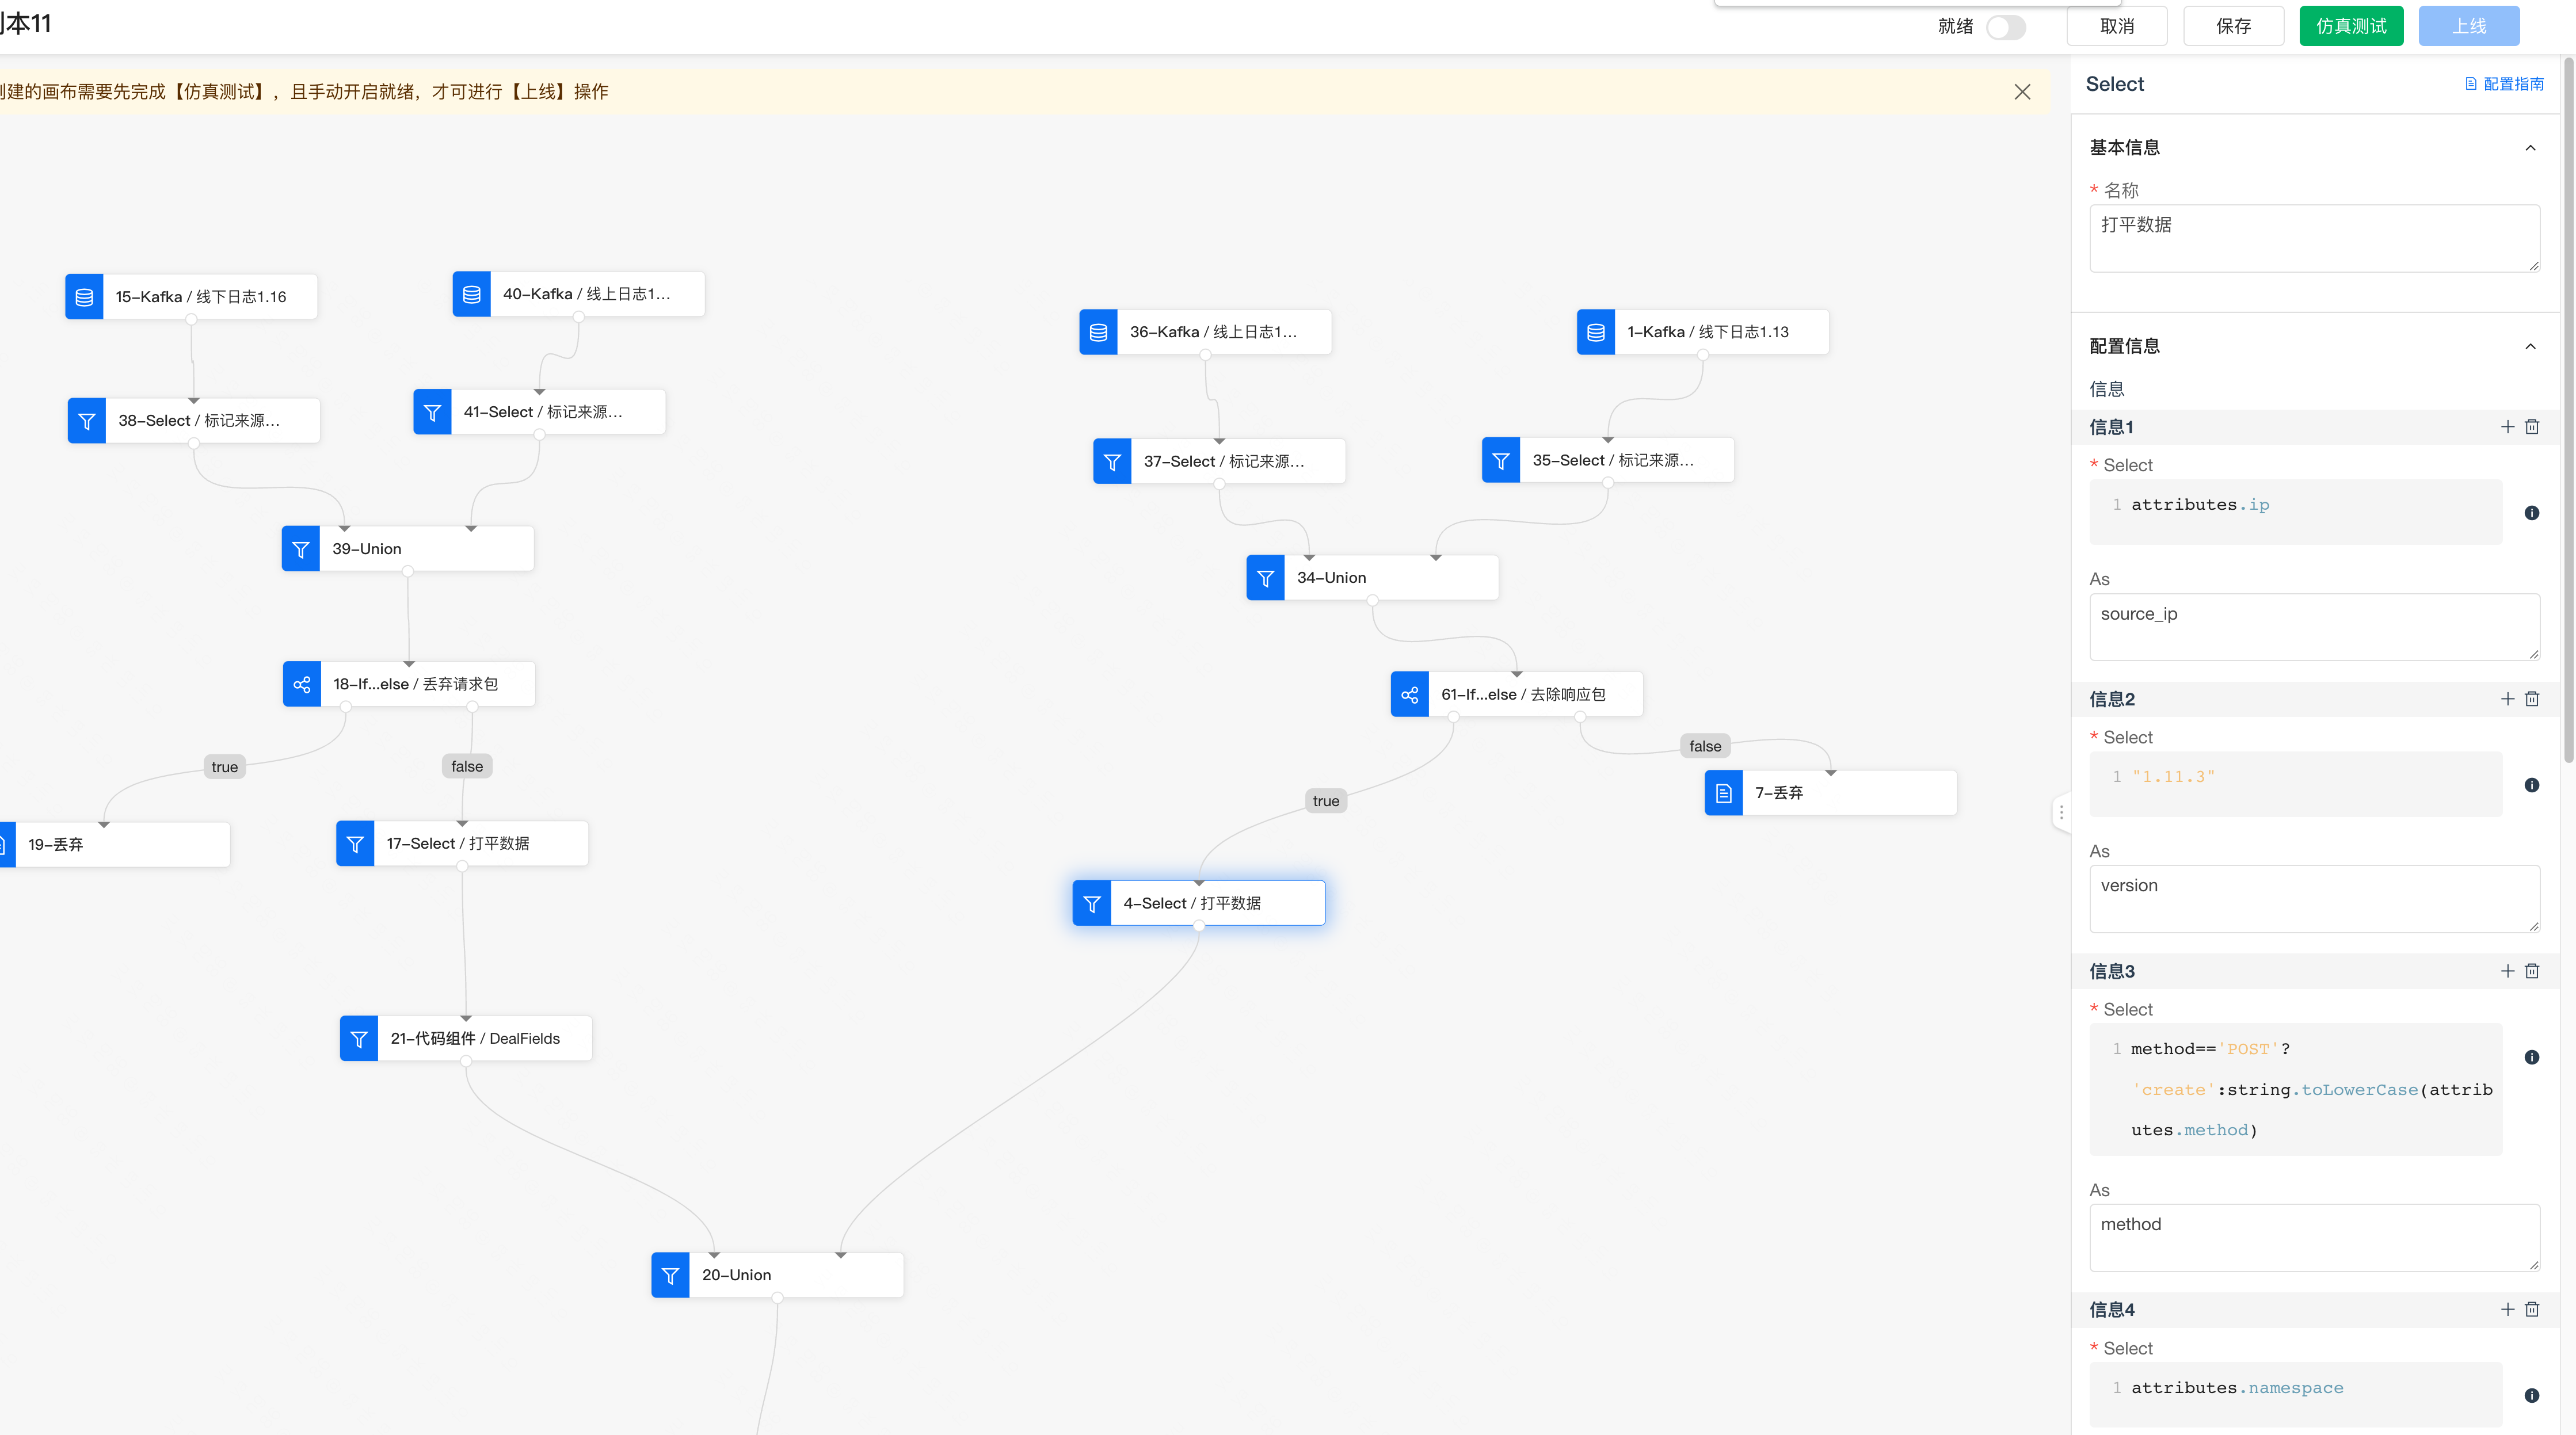 本11
就绪
取消
保存
仿真测试
上线
建的画布需要先完成【仿真测试】，且手动开启就绪，才可进行【上线】操作
15-Kafka / 线下日志1.16
40-Kafka / 线上日志1...
36-Kafka / 线上日志1...
1-Kafka / 线下日志1.13
38-Select / 标记来源...
41-Select / 标记来源...
37-Select / 标记来源...
35-Select / 标记来源...
39-Union
34-Union
18-If...else / 丢弃请求包
61-If...else / 去除响应包
true
false
false
true
19-丢弃
17-Select / 打平数据
7-丢弃
4-Select / 打平数据
21-代码组件 / DealFields
20-Union
Select
配置指南
基本信息
* 名称
打平数据
配置信息
信息
信息1
* Select
1 attributes.ip
As
source_ip
信息2
* Select
1 "1.11.3"
As
version
信息3
* Select
1 method=='POST'?
'create':string.toLowerCase(attrib
utes.method)
As
method
信息4
* Select
1 attributes.namespace